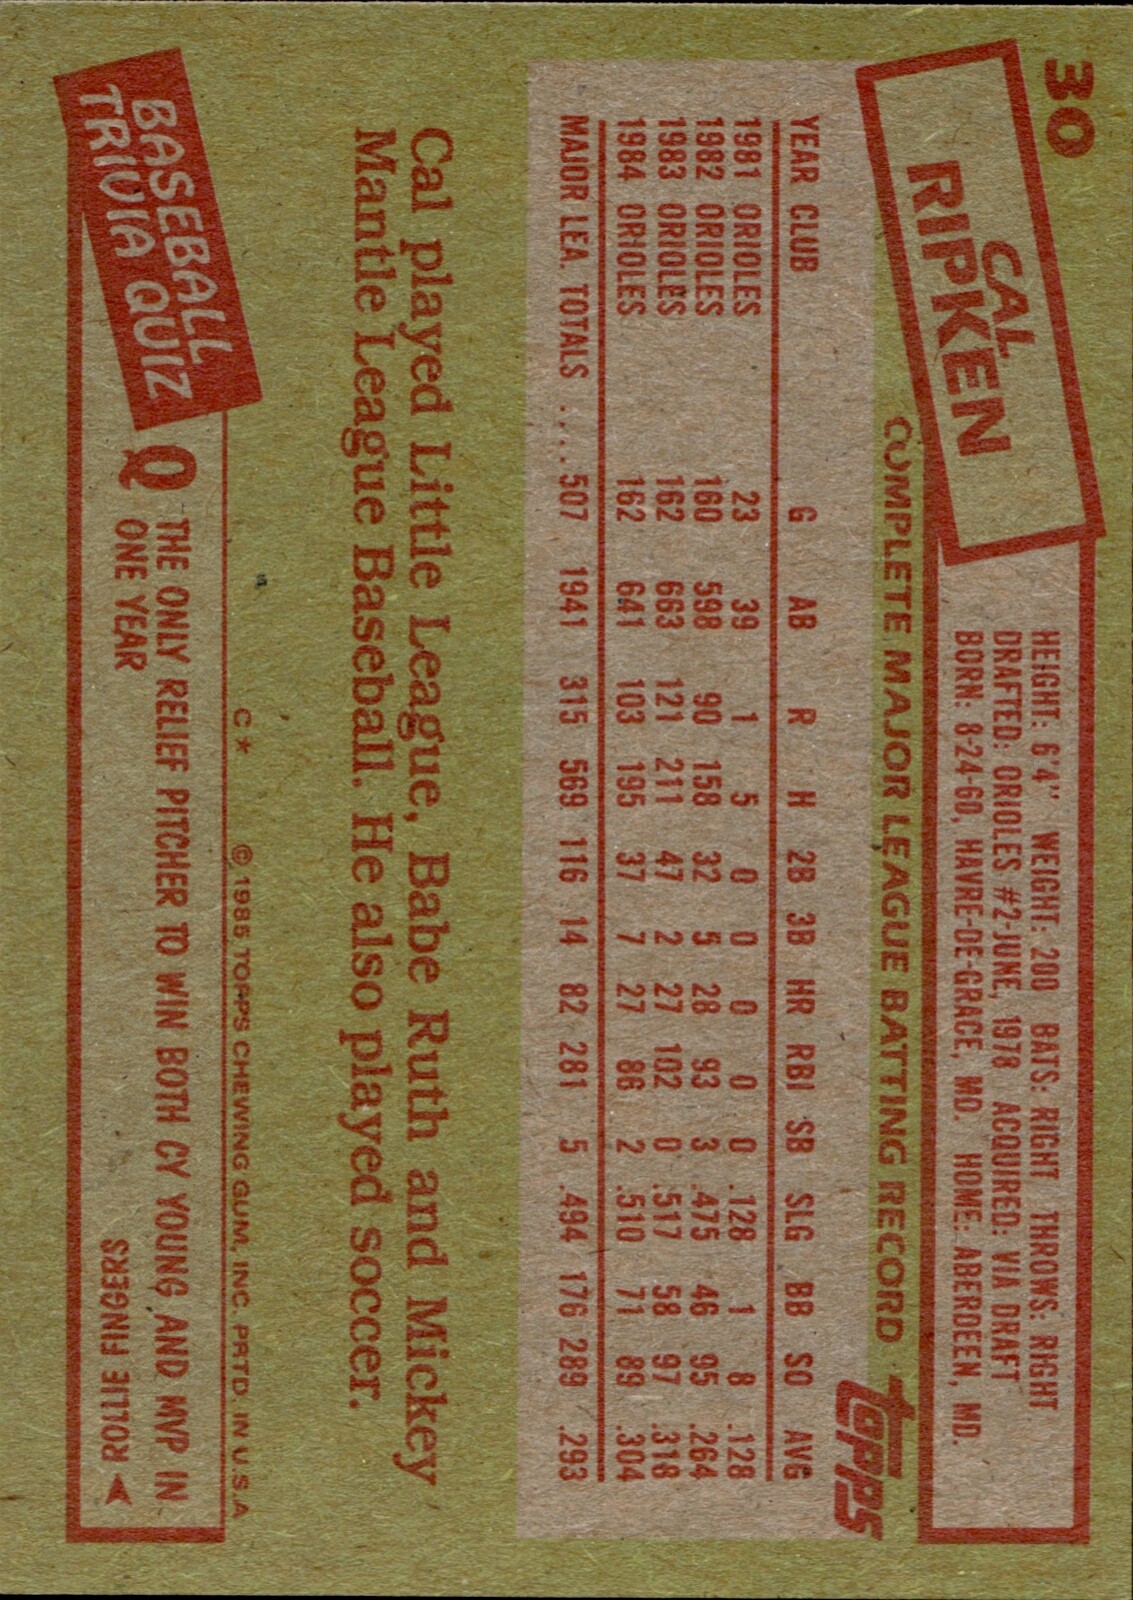 30
CAL
RIPKEN
HEIGHT: 6'4" WEIGHT: 200 BATS: RIGHT THROWS: RIGHT
DRAFTED: ORIOLES #2-JUNE, 1978 ACQUIRED: VIA DRAFT
BORN: 8-24-60, HAVRE-DE-GRACE, MD. HOME: ABERDEEN, MD.
COMPLETE MAJOR LEAGUE BATTING RECORD
TOPPS
YEAR CLUB G AB R H 2B 3B HR RBI SB SLG BB SO AVG
1981 ORIOLES 23 39 1 5 0 0 0 0 0 .128 1 8 .128
1982 ORIOLES 160 598 90 158 32 5 28 93 3 .475 46 95 .264
1983 ORIOLES 162 663 121 211 47 2 27 102 0 .517 58 97 .318
1984 ORIOLES 162 641 103 195 37 7 27 86 2 .510 71 89 .304
MAJOR LEA. TOTALS .... 507 1941 315 569 116 14 82 281 5 .494 176 289 .293
Cal played Little League, Babe Ruth and Mickey
Mantle League Baseball. He also played soccer.
C* © 1985 TOPPS CHEWING GUM, INC. PRTD. IN U.S.A
BASEBALL
TRIVIA QUIZ
Q THE ONLY RELIEF PITCHER TO WIN BOTH CY YOUNG AND MVP IN
ONE YEAR
ROLLIE FINGERS A